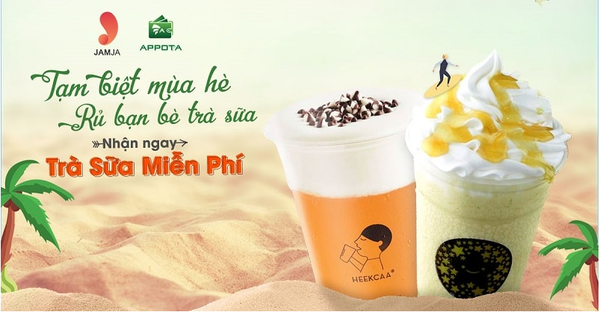 JAMJA
APPOTA
Tạm biệt mùa hè
Rủ bạn bè trà sữa
Nhận ngay
Trà Sữa Miễn Phí
HEEKCAA®